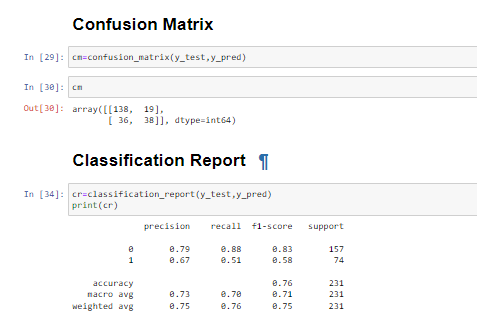 Confusion Matrix
In [29]: cm=confusion_matrix(y_test,y_pred)
In [30]: cm
Out[30]: array([[138, 19],
[ 36, 38]], dtype=int64)
Classification Report ¶
In [34]: cr=classification_report(y_test,y_pred)
print(cr)
precision recall f1-score support
0 0.79 0.88 0.83 157
1 0.67 0.51 0.58 74
accuracy 0.76 231
macro avg 0.73 0.70 0.71 231
weighted avg 0.75 0.76 0.75 231